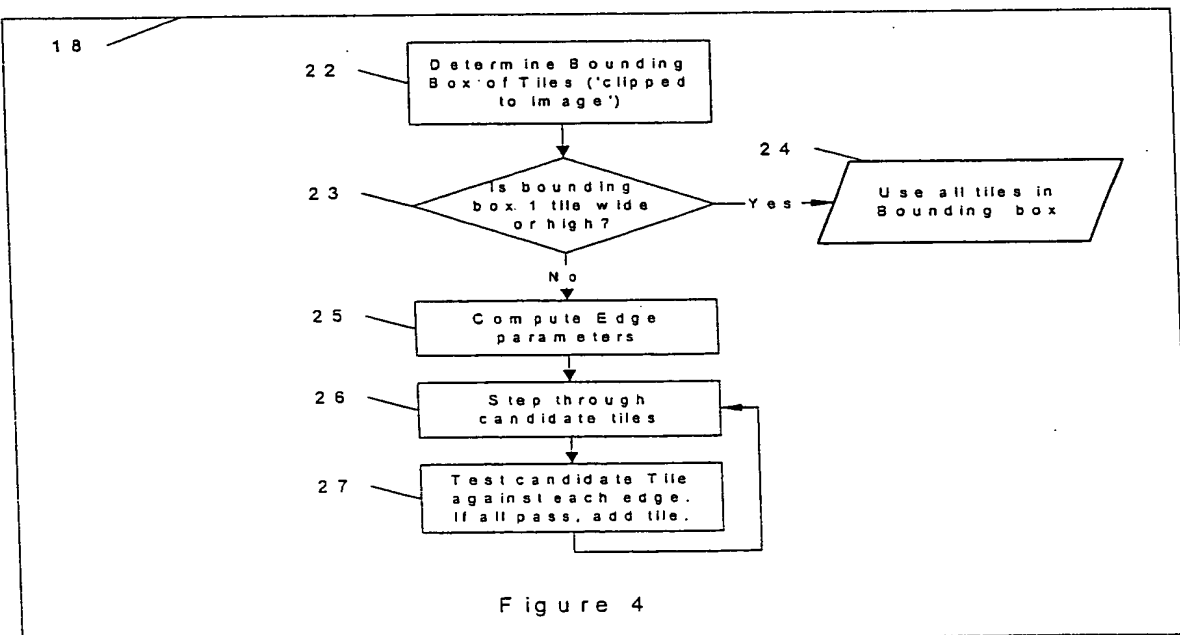 18
22
Determine Bounding
Box of Tiles ('clipped
to image')
24
23
Is bounding
box 1 tile wide
or high?
Yes
Use all tiles in
Bounding box
No
25
Compute Edge
parameters
26
Step through
candidate tiles
27
Test candidate Tile
against each edge.
If all pass, add tile.
Figure 4